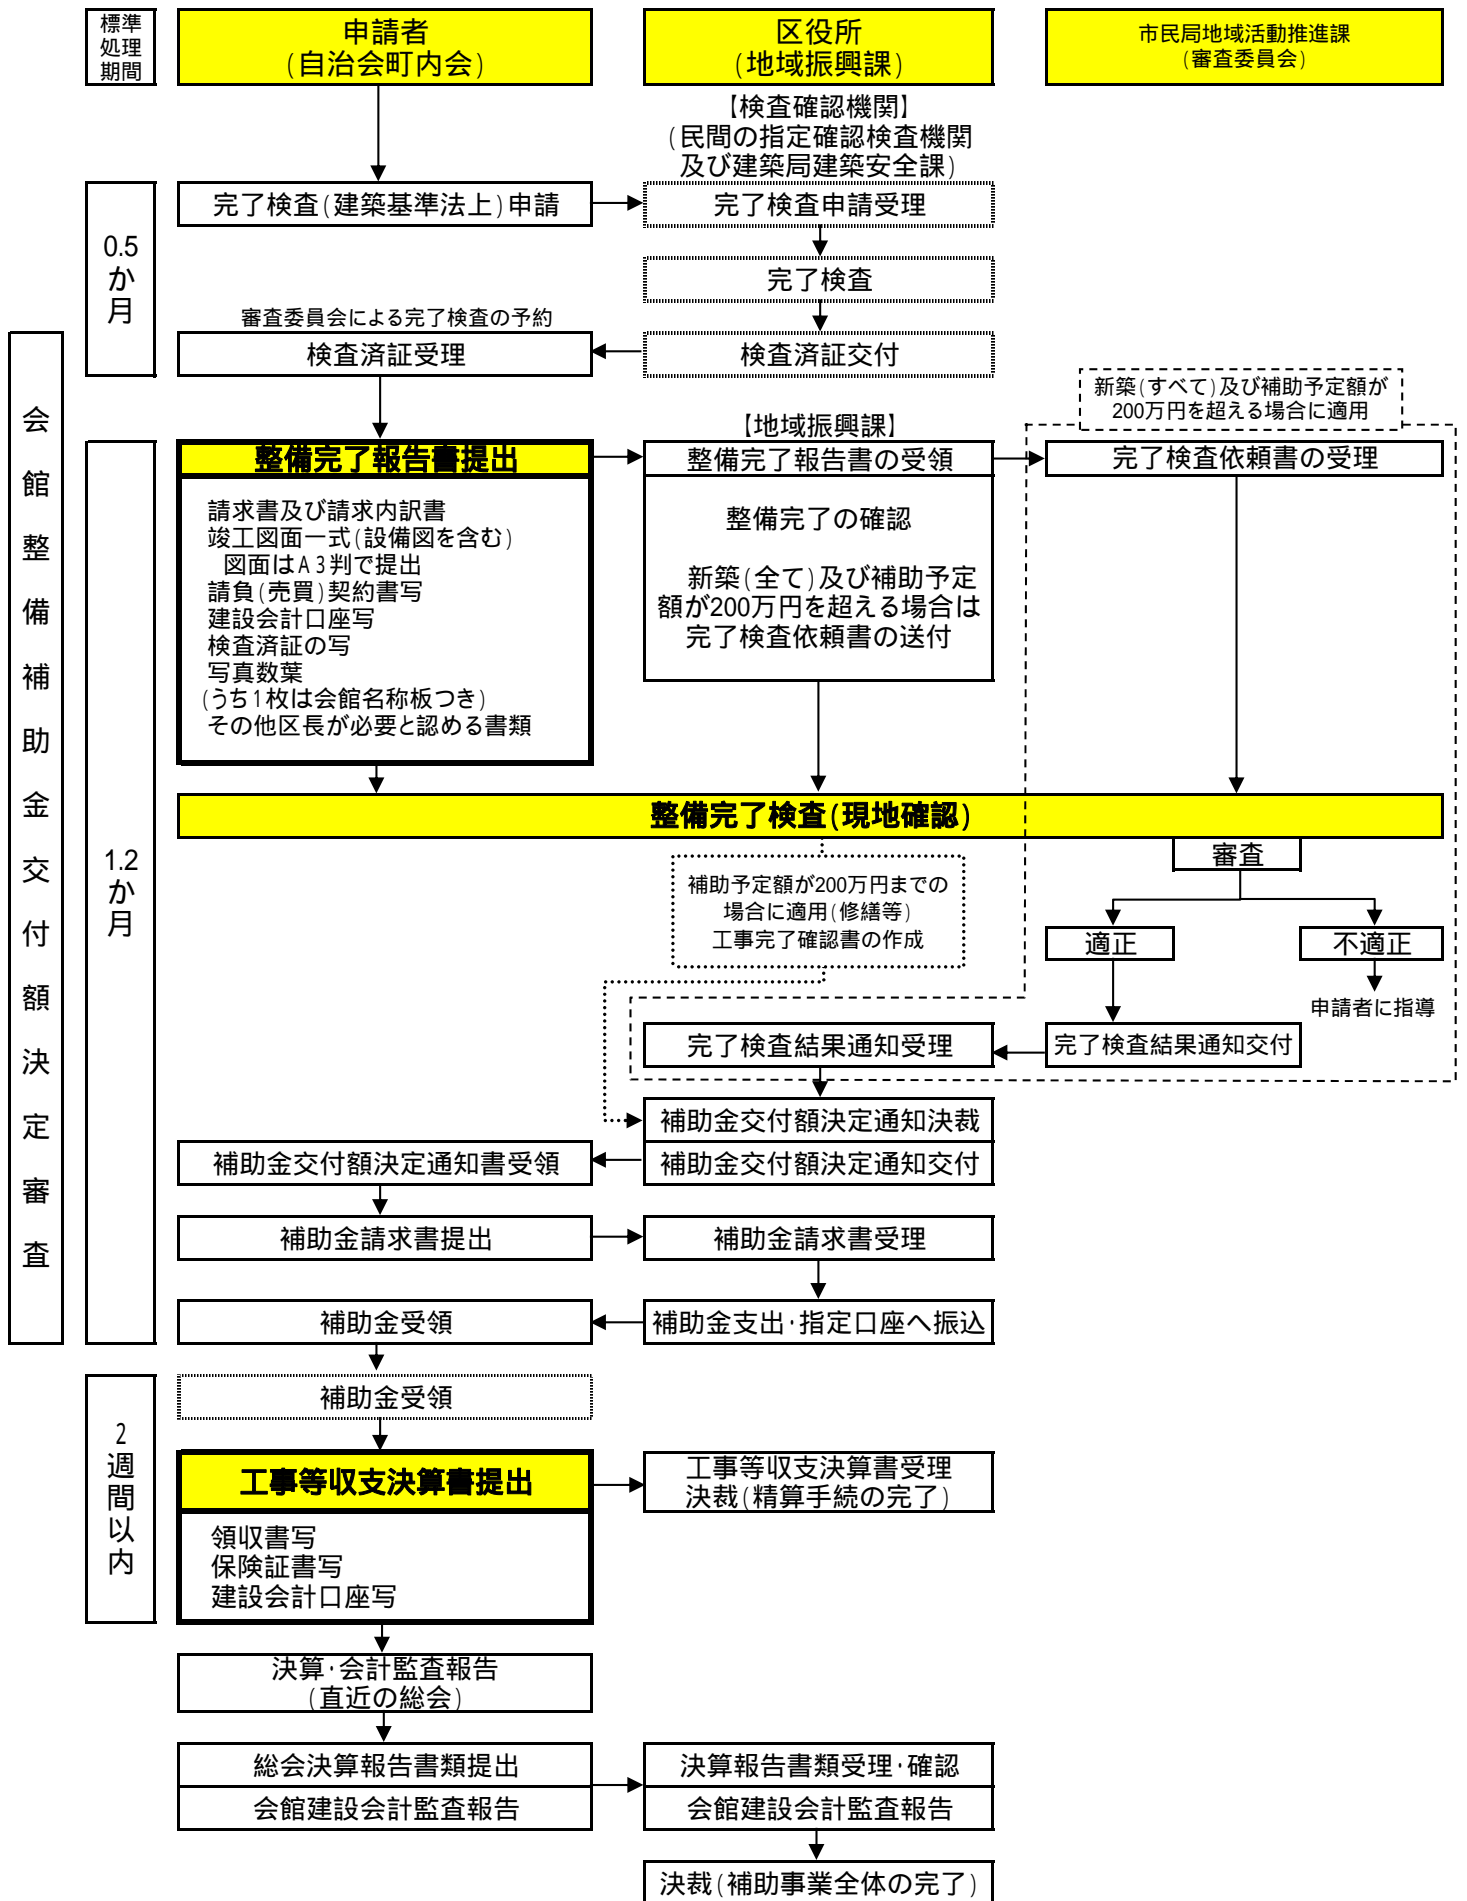 標準
処理
期間
申請者
(自治会町内会)
区役所
(地域振興課)
市民局地域活動推進課
(審査委員会)
【検査確認機関】
(民間の指定確認検査機関
及び建築局建築安全課)
0.5
か
月
完了検査(建築基準法上)申請
完了検査申請受理
完了検査
審査委員会による完了検査の予約
検査済証受理
検査済証交付
会館整備補助金交付額決定審査
新築(すべて)及び補助予定額が
200万円を超える場合に適用
【地域振興課】
1.2
か
月
整備完了報告書提出
整備完了報告書の受領
完了検査依頼書の受理
請求書及び請求内訳書
竣工図面一式(設備図を含む)
図面はA3判で提出
請負(売買)契約書写
建設会計口座写
検査済証の写
写真数葉
(うち1枚は会館名称板つき)
その他区長が必要と認める書類
整備完了の確認
新築(全て)及び補助予定
額が200万円を超える場合は
完了検査依頼書の送付
整備完了検査(現地確認)
補助予定額が200万円までの
場合に適用(修繕等)
工事完了確認書の作成
審査
適正
不適正
申請者に指導
完了検査結果通知受理
完了検査結果通知交付
補助金交付額決定通知決裁
補助金交付額決定通知書受領
補助金交付額決定通知交付
補助金請求書提出
補助金請求書受理
補助金受領
補助金支出・指定口座へ振込
2
週
間
以
内
補助金受領
工事等収支決算書提出
工事等収支決算書受理
決裁(精算手続の完了)
領収書写
保険証書写
建設会計口座写
決算・会計監査報告
(直近の総会)
総会決算報告書類提出
決算報告書類受理・確認
会館建設会計監査報告
会館建設会計監査報告
決裁(補助事業全体の完了)